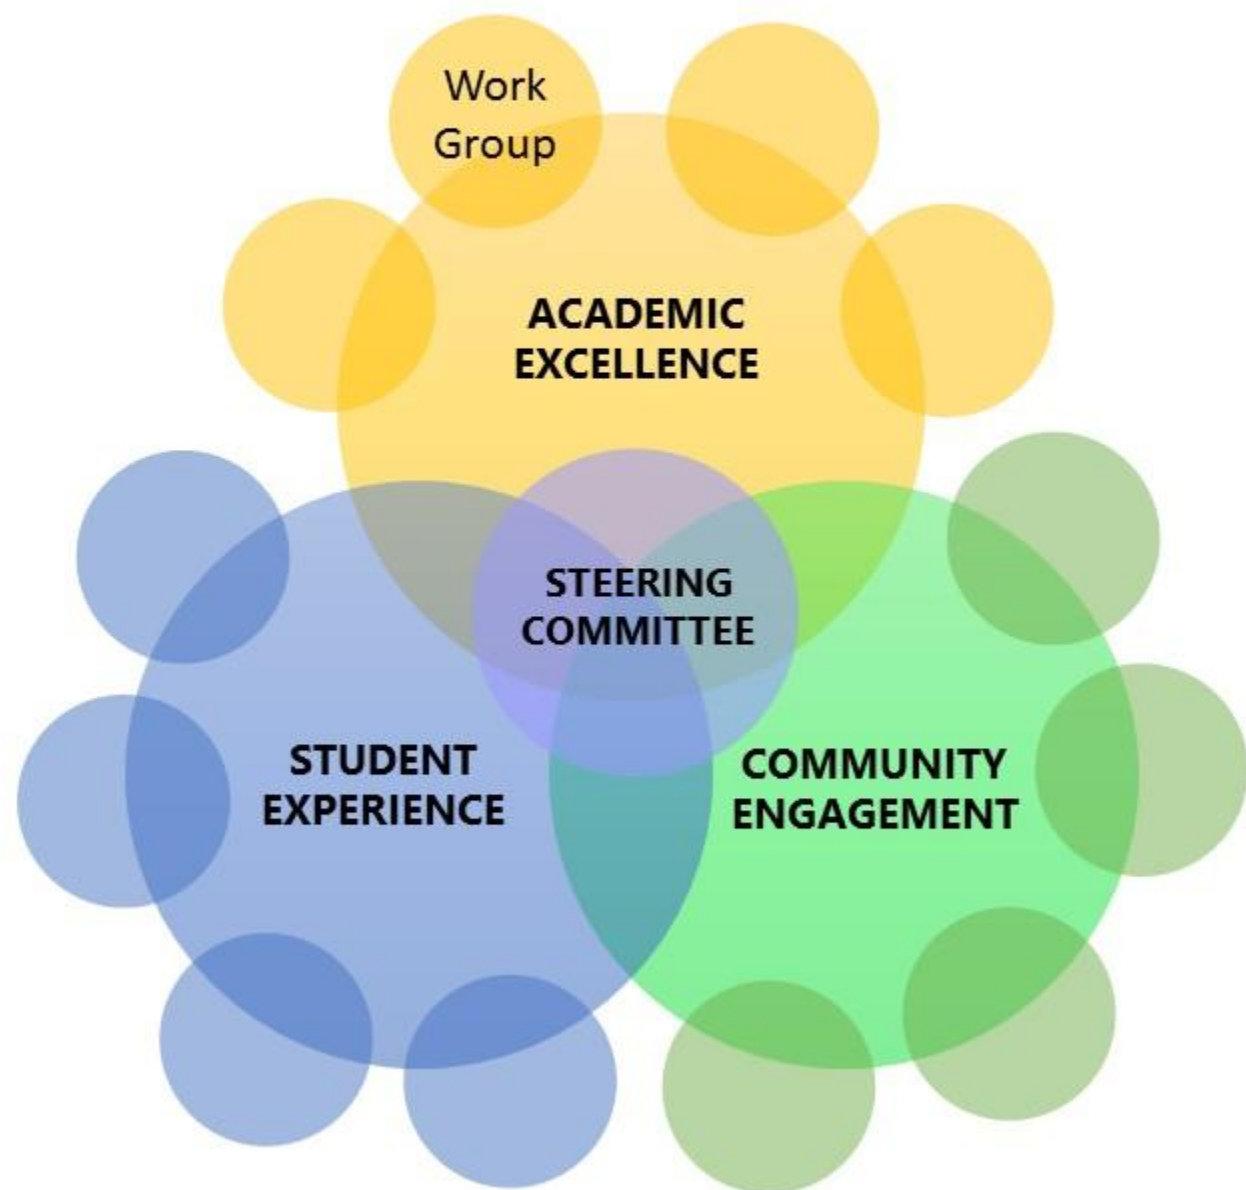 Work
Group
ACADEMIC
EXCELLENCE
STEERING
COMMITTEE
STUDENT
EXPERIENCE
COMMUNITY
ENGAGEMENT